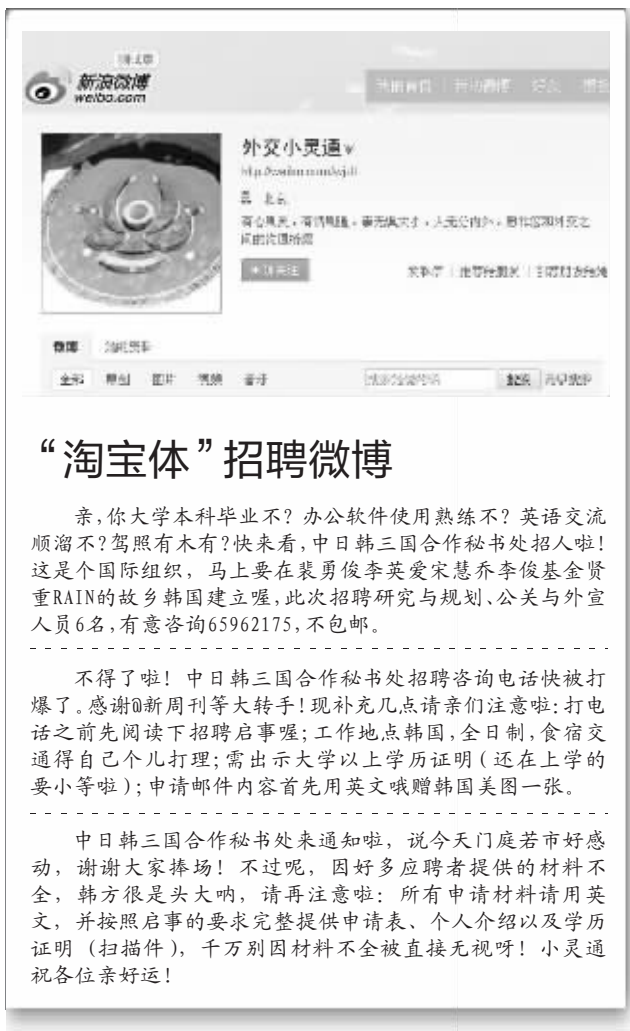 新浪微博
weibo.com
外交小灵通
北京
微博
全部 原创 图片 视频 音乐
“淘宝体”招聘微博
亲,你大学本科毕业不?办公软件使用熟练不?英语交流
顺溜不?驾照有木有?快来看,中日韩三国合作秘书处招人啦!
这是个国际组织，马上要在裴勇俊李英爱宋慧乔李俊基金贤
重RAIN的故乡韩国建立喔,此次招聘研究与规划、公关与外宣
人员6名,有意咨询65962175,不包邮。
不得了啦！中日韩三国合作秘书处招聘咨询电话快被打
爆了。感谢@新周刊等大转手!现补充几点请亲们注意啦:打电
话之前先阅读下招聘启事喔;工作地点韩国,全日制,食宿交
通得自己个儿打理;需出示大学以上学历证明(还在上学的
要小等啦);申请邮件内容首先用英文哦赠韩国美图一张。
中日韩三国合作秘书处来通知啦，说今天门庭若市好感
动，谢谢大家捧场！不过呢，因好多应聘者提供的材料不
全，韩方很是头大呐，请再注意啦：所有申请材料请用英
文，并按照启事的要求完整提供申请表、个人介绍以及学历
证明（扫描件），千万别因材料不全被直接无视呀！小灵通
祝各位亲好运！